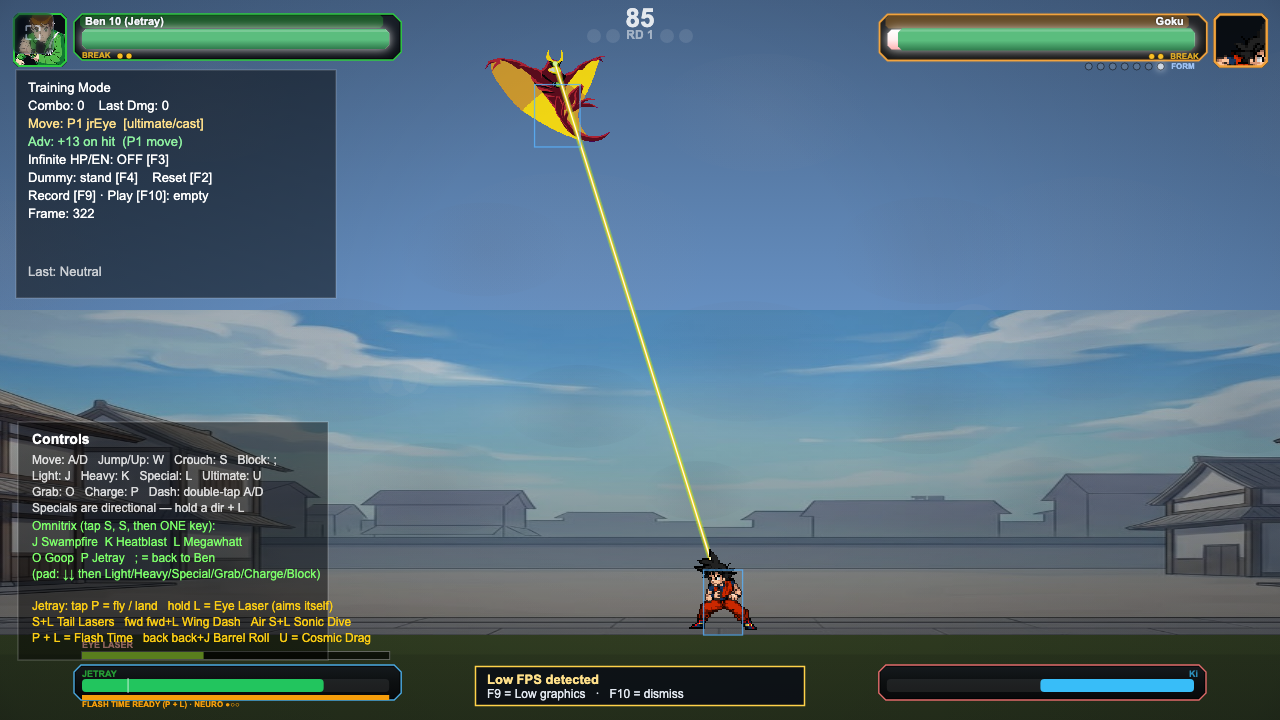 Ben 10 (Jetray)
BREAK
85
RD 1
Goku
BREAK
FORM
Training Mode
Combo: 0    Last Dmg: 0
Move: P1 jrEye  [ultimate/cast]
Adv: +13 on hit  (P1 move)
Infinite HP/EN: OFF [F3]
Dummy: stand [F4]    Reset [F2]
Record [F9] · Play [F10]: empty
Frame: 322
Last: Neutral
Controls
Move: A/D   Jump/Up: W   Crouch: S   Block: ;
Light: J   Heavy: K   Special: L   Ultimate: U
Grab: O   Charge: P   Dash: double-tap A/D
Specials are directional — hold a dir + L
Omnitrix (tap S, S, then ONE key):
J Swampfire  K Heatblast  L Megawhatt
O Goop  P Jetray   ; = back to Ben
(pad: ↓↓ then Light/Heavy/Special/Grab/Charge/Block)
Jetray: tap P = fly / land   hold L = Eye Laser (aims itself)
S+L Tail Lasers   fwd fwd+L Wing Dash   Air S+L Sonic Dive
P + L = Flash Time   back back+J Barrel Roll   U = Cosmic Drag
EYE LASER
JETRAY
FLASH TIME READY (P + L) · NEURO
Low FPS detected
F9 = Low graphics   ·   F10 = dismiss
Ki